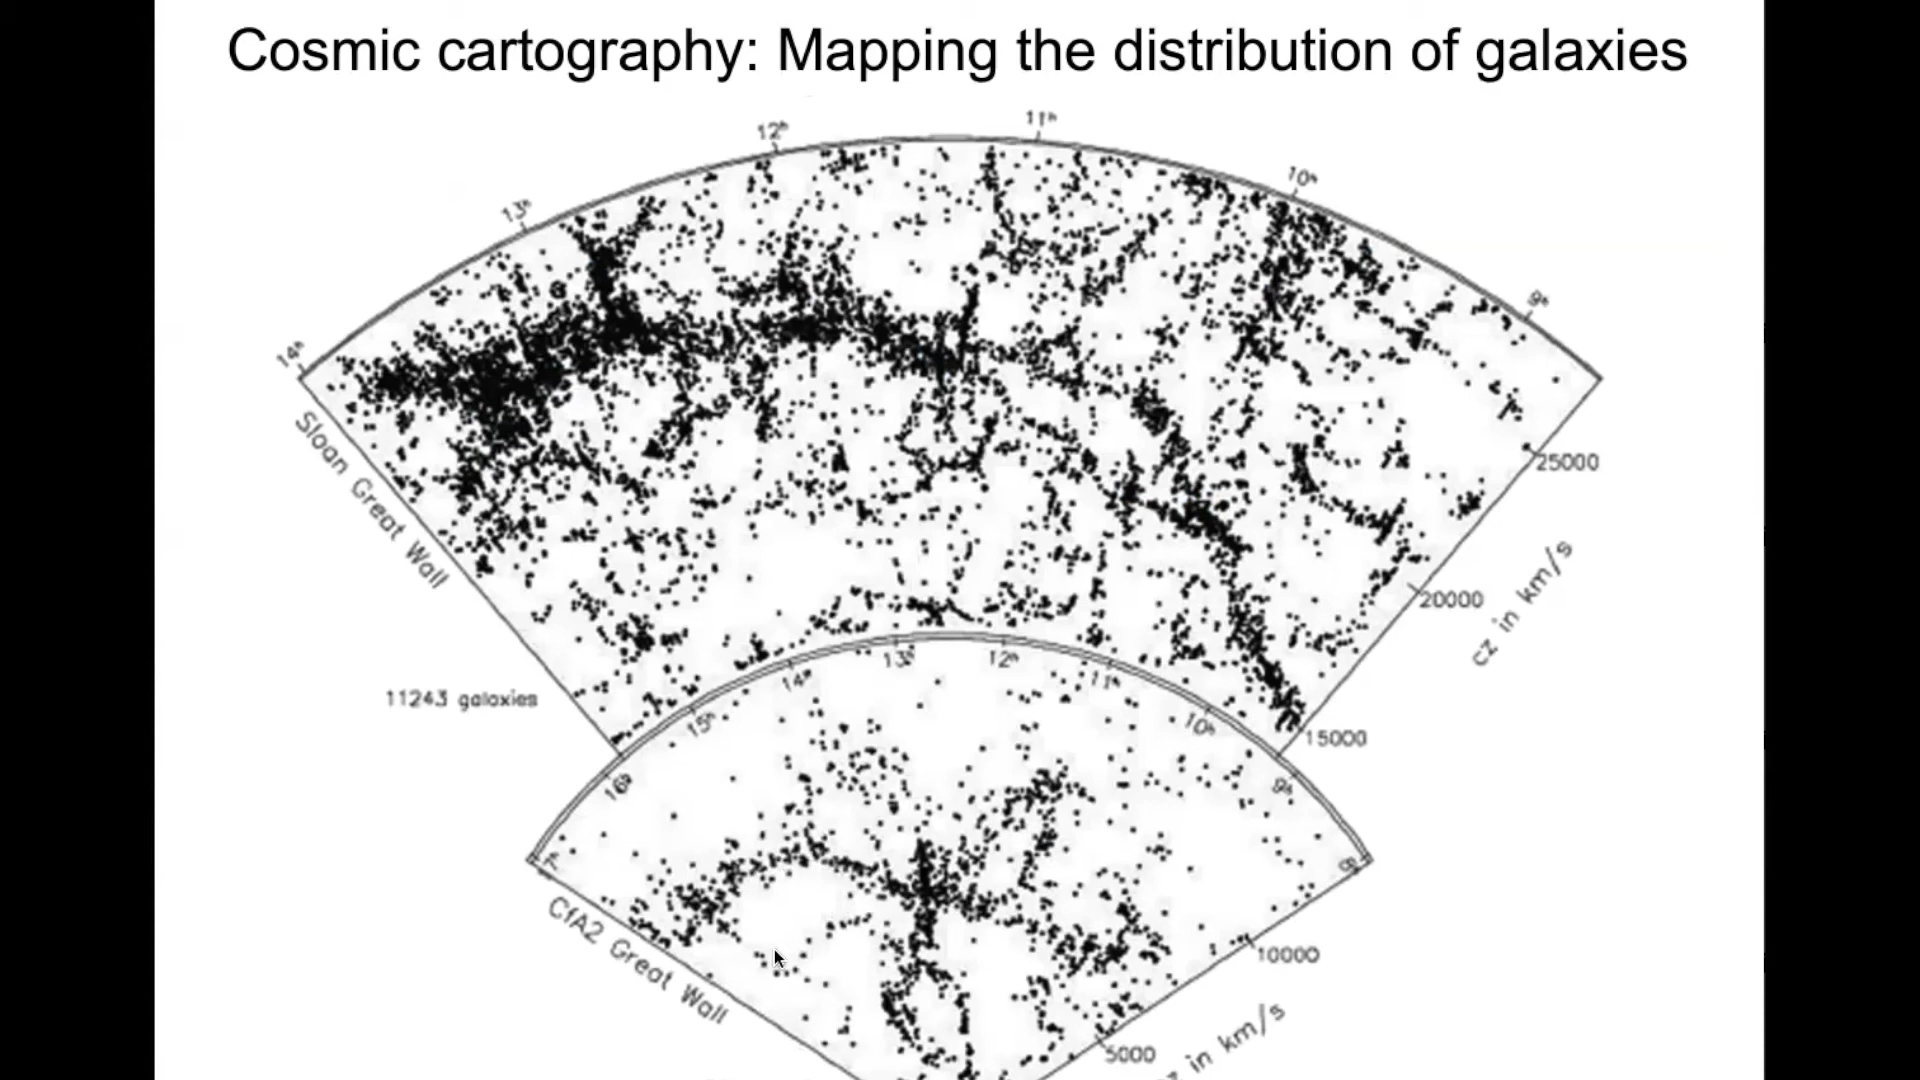 Cosmic cartography: Mapping the distribution of galaxies
11ʰ
12ʰ
10ʰ
13ʰ
9ʰ
14ʰ
Sloan Great Wall
25000
20000
cz in km/s
11243 galaxies
15000
13ʰ
12ʰ
14ʰ
11ʰ
15ʰ
10ʰ
16ʰ
9ʰ
CfA2 Great Wall
10000
5000
in km/s